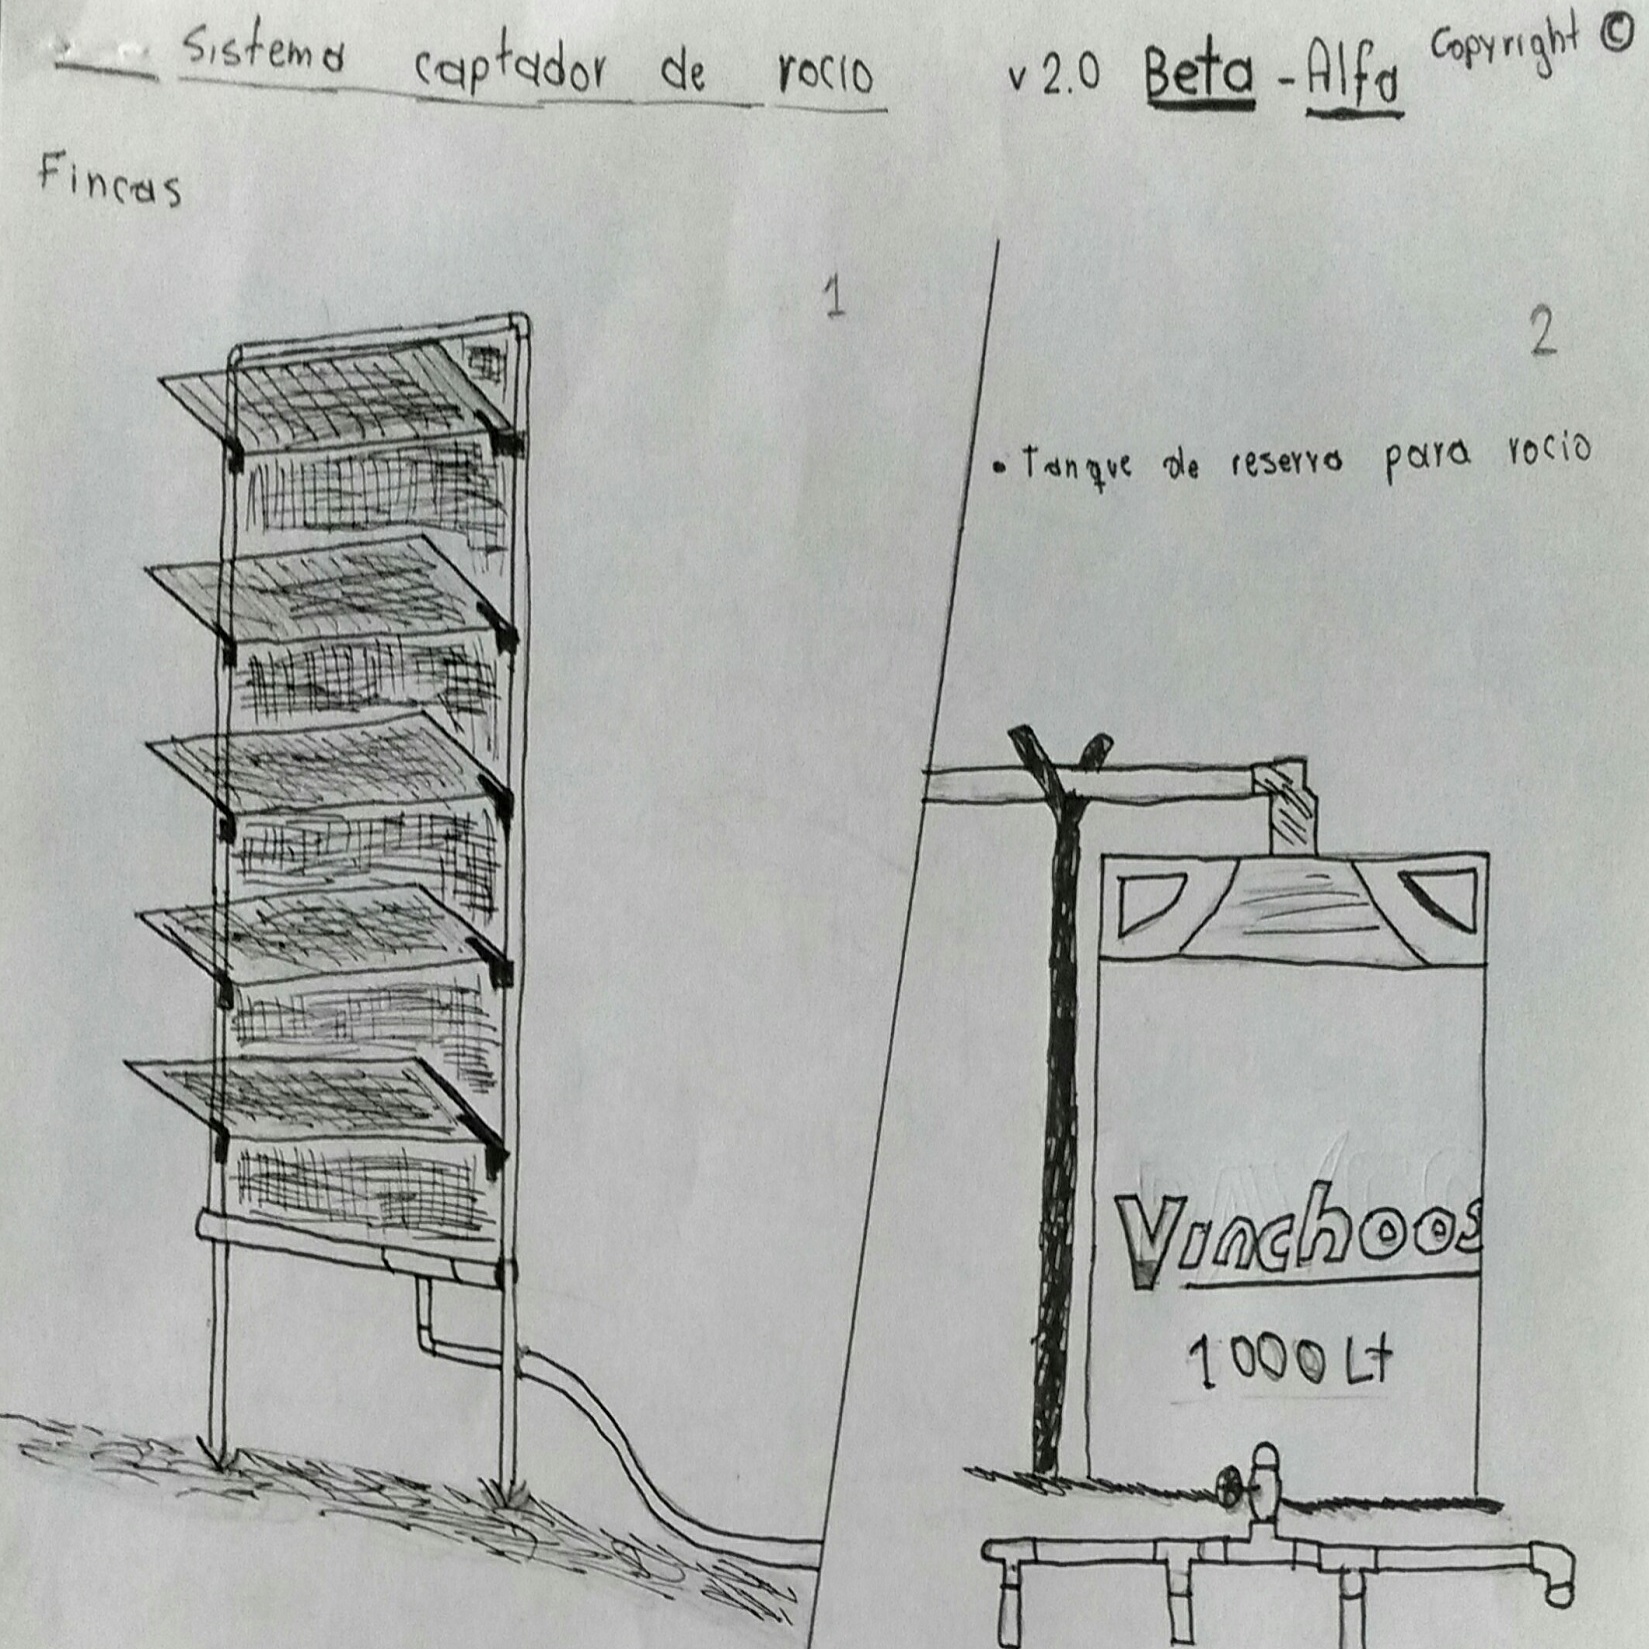 Sistema captador de rocio v 2.0 Beta - Alfa Copyright ©
Fincas
1
2
• Tanque de reserva para rocio
Vinchoos
1000 Lt